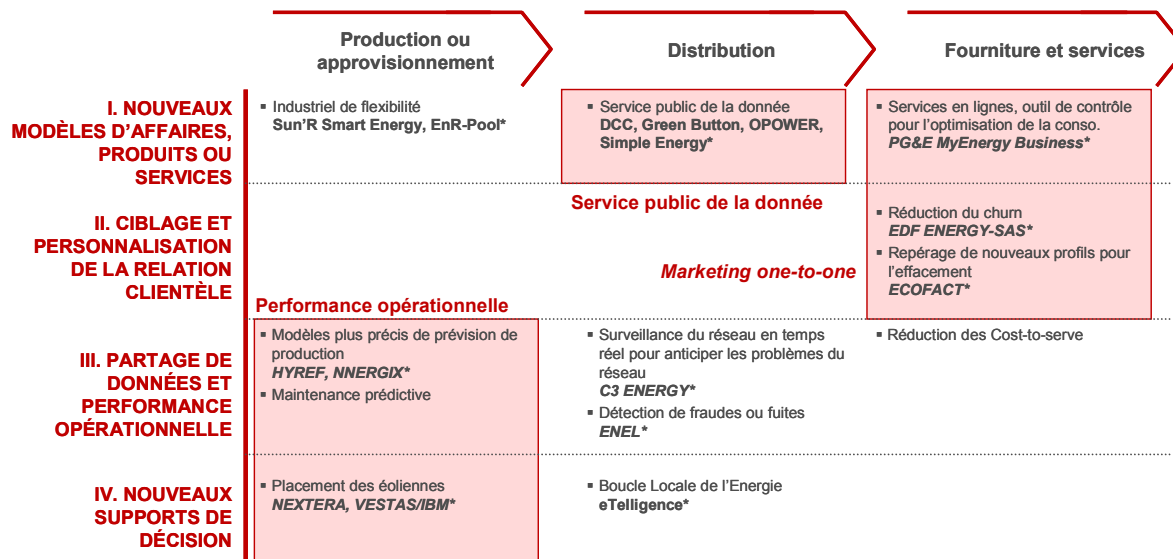 Production ou
approvisionnement
Distribution
Fourniture et services
I. NOUVEAUX
MODÈLES D’AFFAIRES,
PRODUITS OU
SERVICES
▪ Industriel de flexibilité
Sun’R Smart Energy, EnR-Pool*
▪ Service public de la donnée
DCC, Green Button, OPOWER,
Simple Energy*
▪ Services en lignes, outil de contrôle
pour l’optimisation de la conso.
PG&E MyEnergy Business*
Service public de la donnée
II. CIBLAGE ET
PERSONNALISATION
DE LA RELATION
CLIENTÈLE
Marketing one-to-one
▪ Réduction du churn
EDF ENERGY-SAS*
▪ Repérage de nouveaux profils pour
l’effacement
ECOFACT*
Performance opérationnelle
III. PARTAGE DE
DONNÉES ET
PERFORMANCE
OPÉRATIONNELLE
▪ Modèles plus précis de prévision de
production
HYREF, NNERGIX*
▪ Maintenance prédictive
▪ Surveillance du réseau en temps
réel pour anticiper les problèmes du
réseau
C3 ENERGY*
▪ Détection de fraudes ou fuites
ENEL*
▪ Réduction des Cost-to-serve
IV. NOUVEAUX
SUPPORTS DE
DÉCISION
▪ Placement des éoliennes
NEXTERA, VESTAS/IBM*
▪ Boucle Locale de l’Energie
eTelligence*